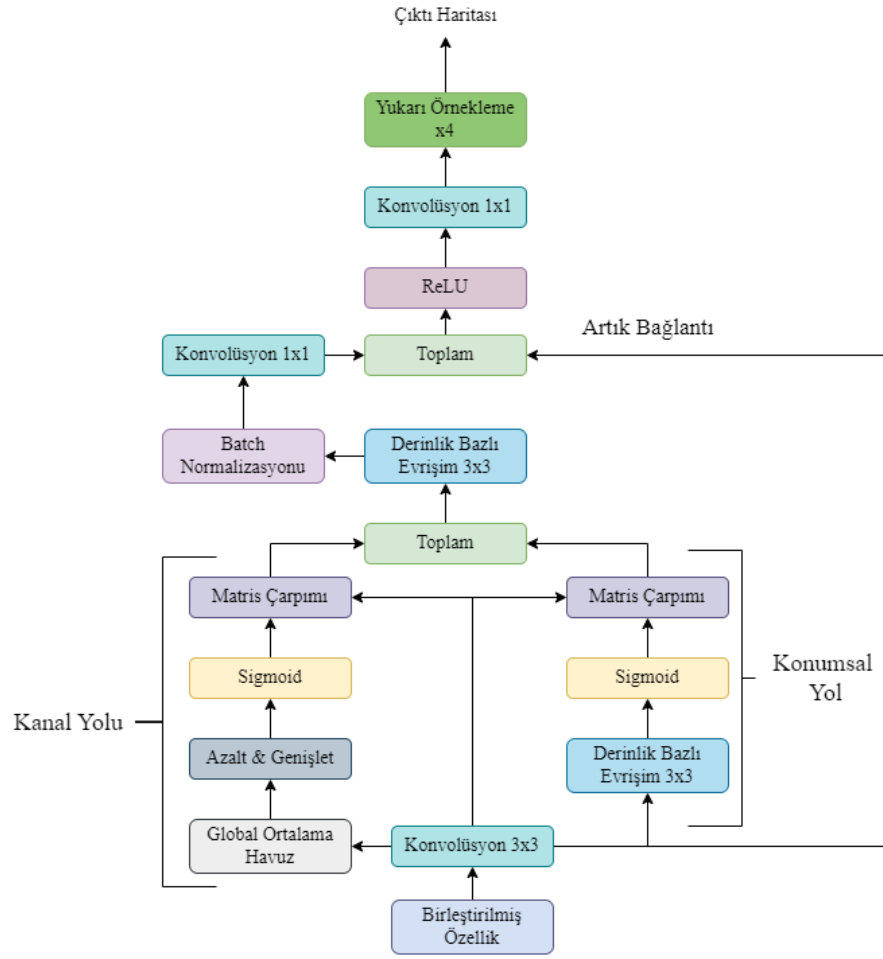 Çıktı Haritası
Yukarı Örnekleme
x4
Konvolüsyon 1x1
ReLU
Artık Bağlantı
Konvolüsyon 1x1
Toplam
Batch
Normalizasyonu
Derinlik Bazlı
Evrişim 3x3
Toplam
Matris Çarpımı
Matris Çarpımı
Sigmoid
Sigmoid
Konumsal
Yol
Kanal Yolu
Azalt & Genişlet
Derinlik Bazlı
Evrişim 3x3
Global Ortalama
Havuz
Konvolüsyon 3x3
Birleştirilmiş
Özellik